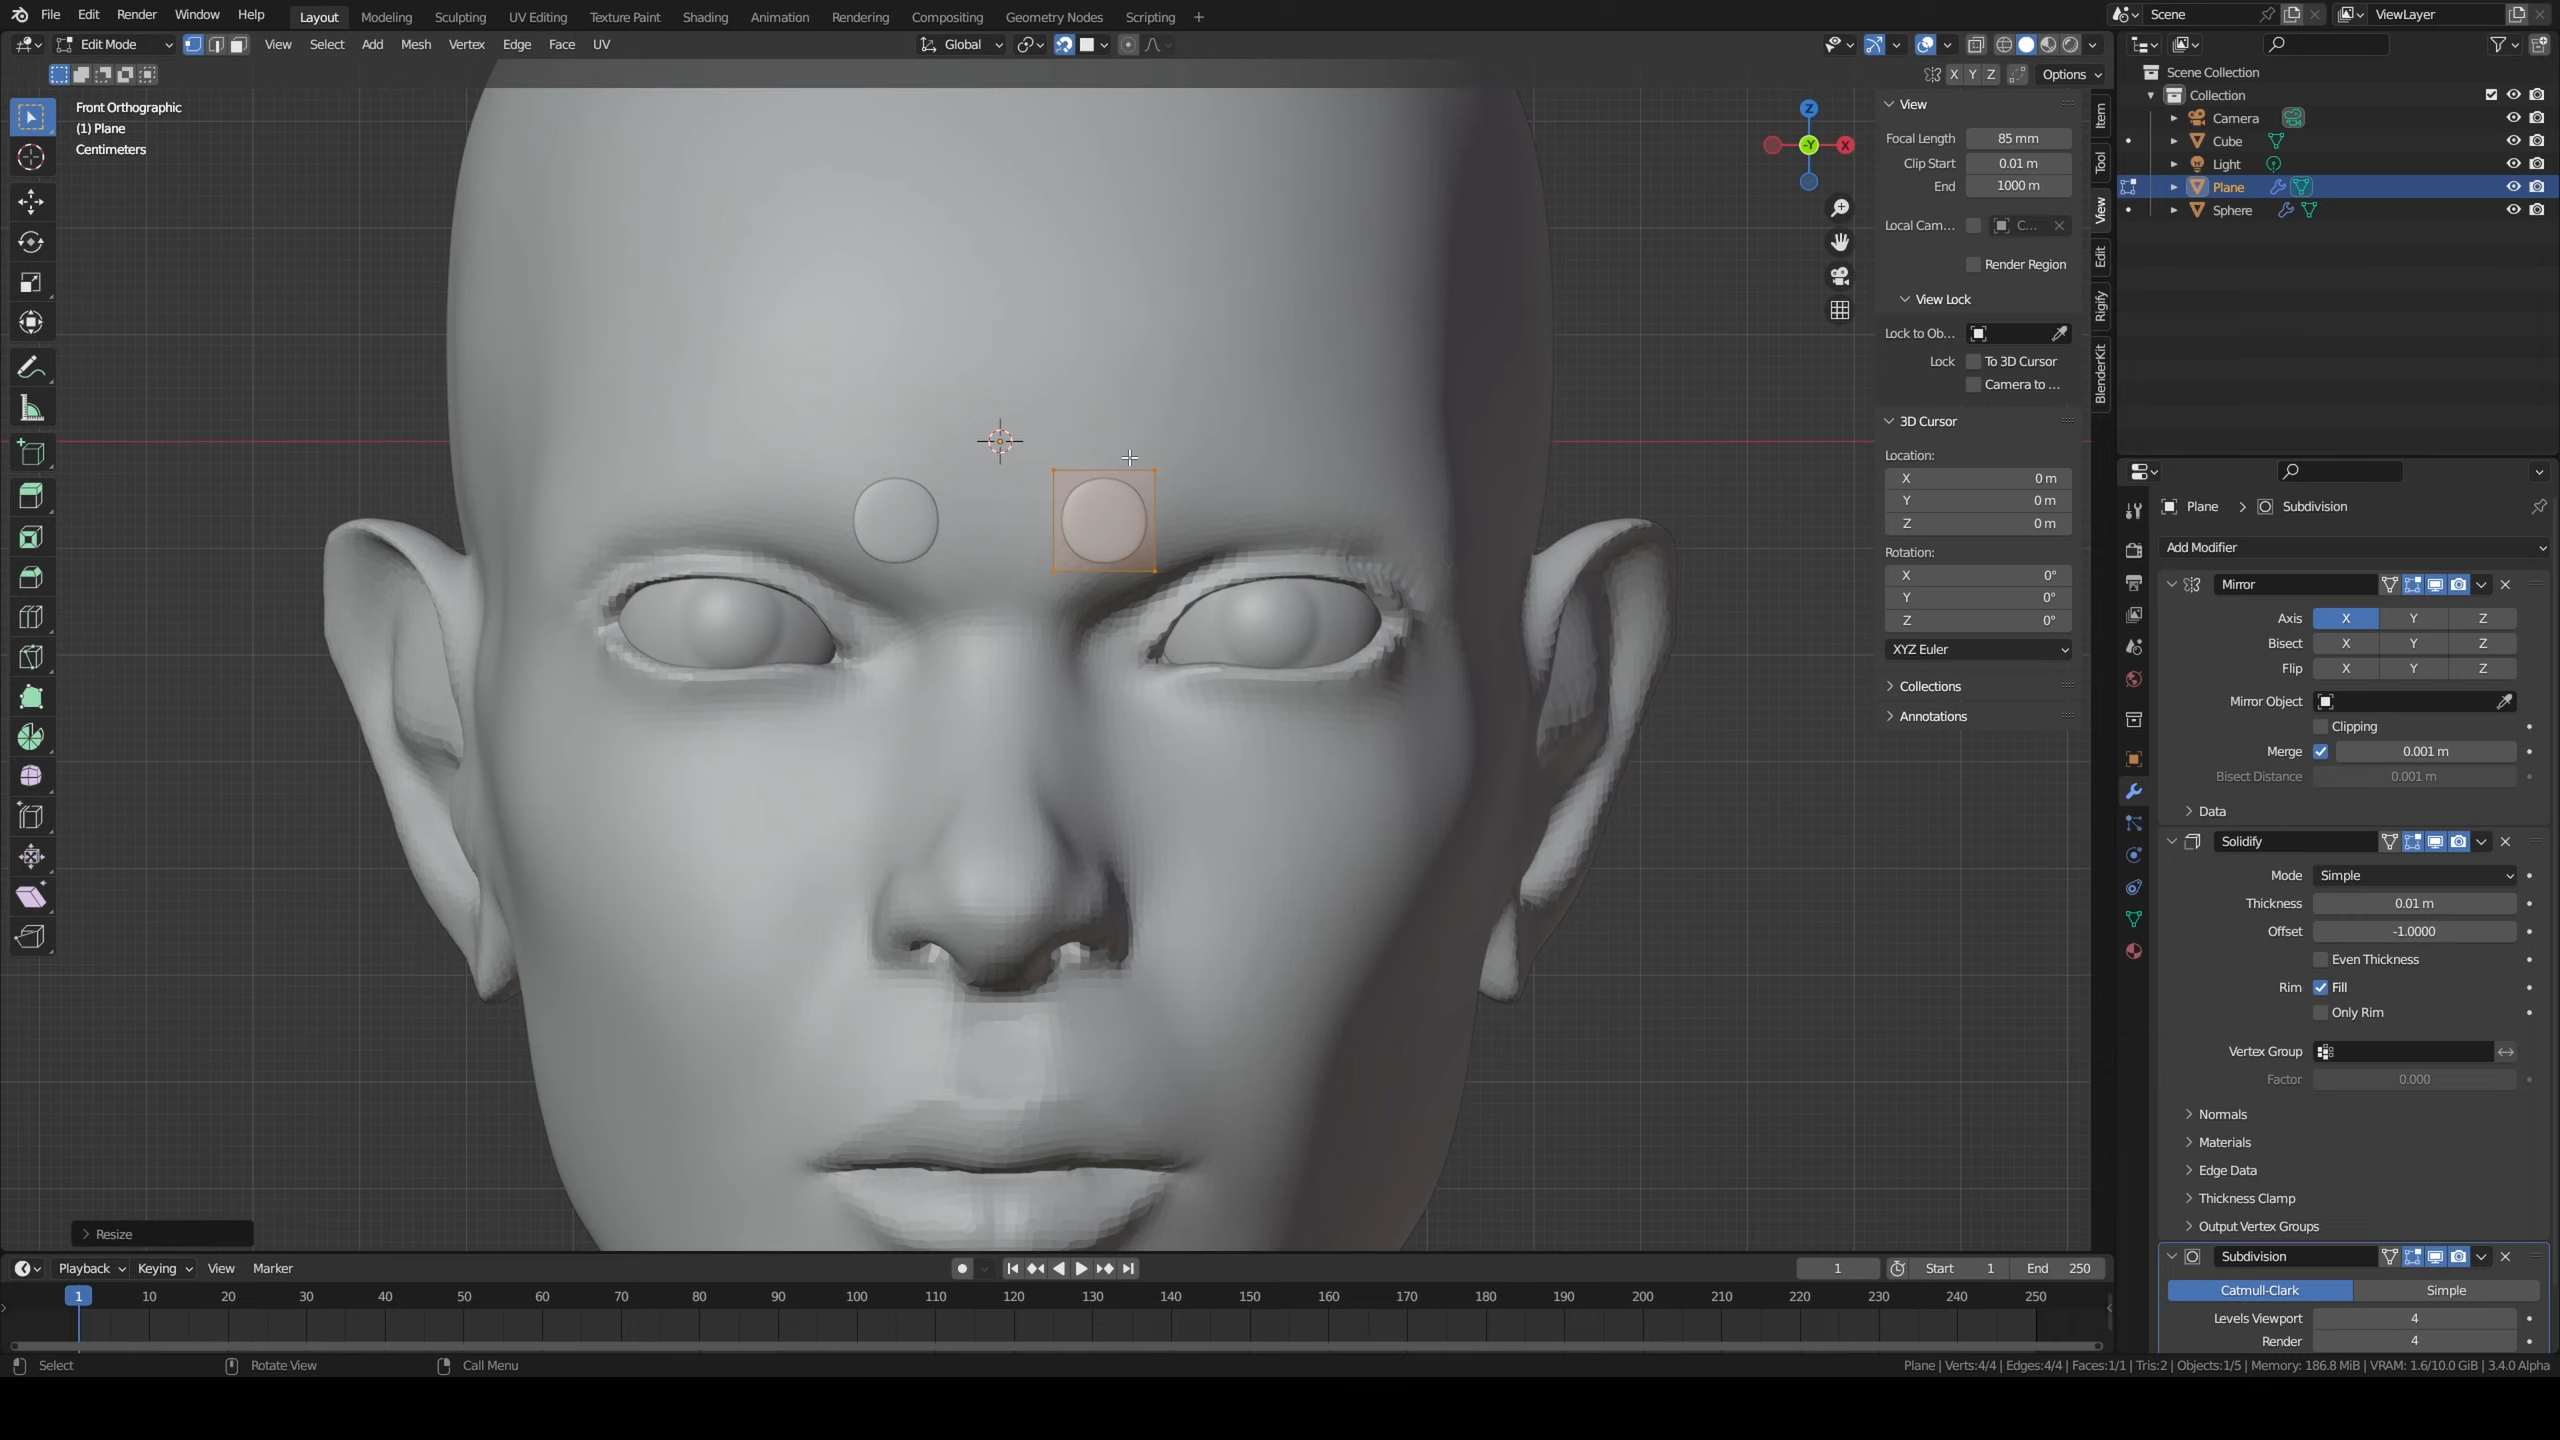 File Edit Render Window Help Layout Modeling Sculpting UV Editing Texture Paint Shading Animation Rendering Compositing Geometry Nodes Scripting + Scene ViewLayer
Edit Mode View Select Add Mesh Vertex Edge Face UV Global
X Y Z Options
Front Orthographic
(1) Plane
Centimeters
Z
-Y
X
View
Focal Length 85 mm
Clip Start 0.01 m
End 1000 m
Local Cam... C...
Render Region
View Lock
Lock to Ob...
Lock To 3D Cursor
Camera to ...
3D Cursor
Location:
X 0 m
Y 0 m
Z 0 m
Rotation:
X 0°
Y 0°
Z 0°
XYZ Euler
Collections
Annotations
Item
Tool
View
Edit
Rigify
BlenderKit
Scene Collection
Collection
Camera
Cube
Light
Plane
Sphere
Plane > Subdivision
Add Modifier
Mirror
Axis X Y Z
Bisect X Y Z
Flip X Y Z
Mirror Object
Clipping
Merge 0.001 m
Bisect Distance 0.001 m
Data
Solidify
Mode Simple
Thickness 0.01 m
Offset -1.0000
Even Thickness
Rim Fill
Only Rim
Vertex Group
Factor 0.000
Normals
Materials
Edge Data
Thickness Clamp
Output Vertex Groups
Subdivision
Catmull-Clark Simple
Levels Viewport 4
Render 4
Resize
Playback Keying View Marker 1 Start 1 End 250
1 10 20 30 40 50 60 70 80 90 100 110 120 130 140 150 160 170 180 190 200 210 220 230 240 250
Select Rotate View Call Menu Plane | Verts:4/4 | Edges:4/4 | Faces:1/1 | Tris:2 | Objects:1/5 | Memory: 186.8 MiB | VRAM: 1.6/10.0 GiB | 3.4.0 Alpha